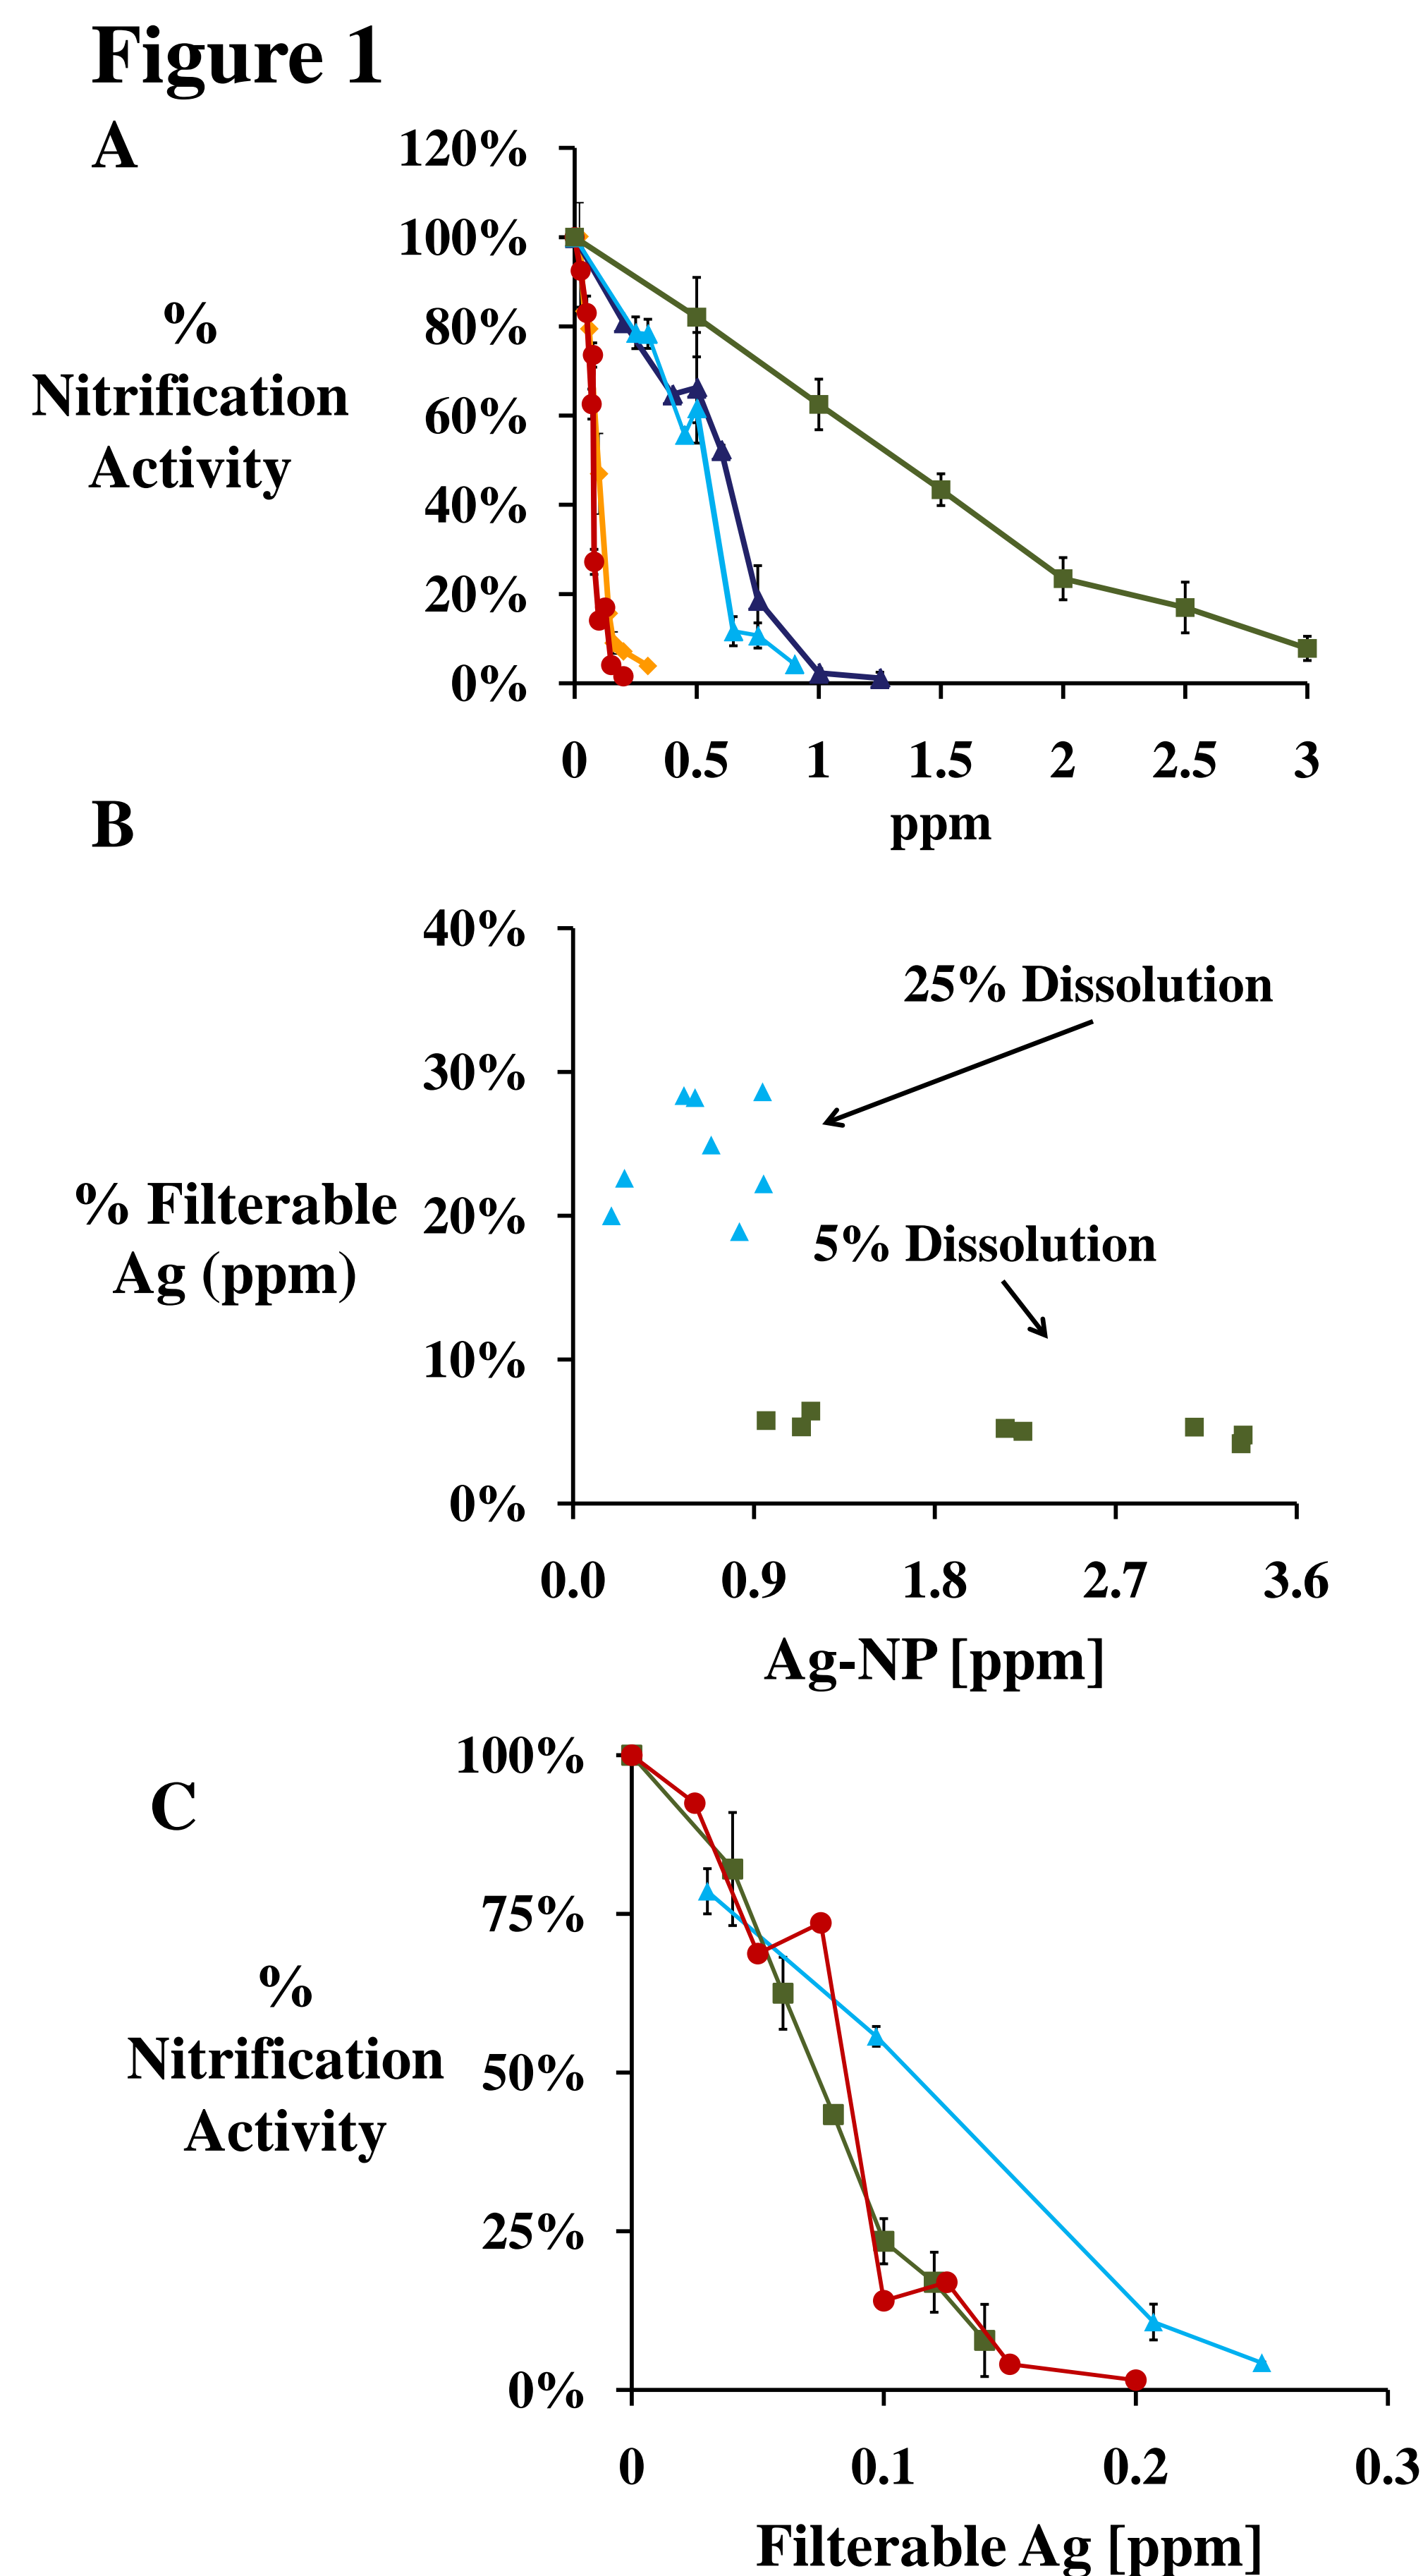 Figure 1
A
120%
100%
80%
60%
40%
20%
0%
%
Nitrification
Activity
0 0.5 1 1.5 2 2.5 3
ppm
B
40%
30%
20%
10%
0%
25% Dissolution
5% Dissolution
% Filterable
Ag (ppm)
0.0 0.9 1.8 2.7 3.6
Ag-NP [ppm]
C
100%
75%
50%
25%
0%
%
Nitrification
Activity
0 0.1 0.2 0.3
Filterable Ag [ppm]